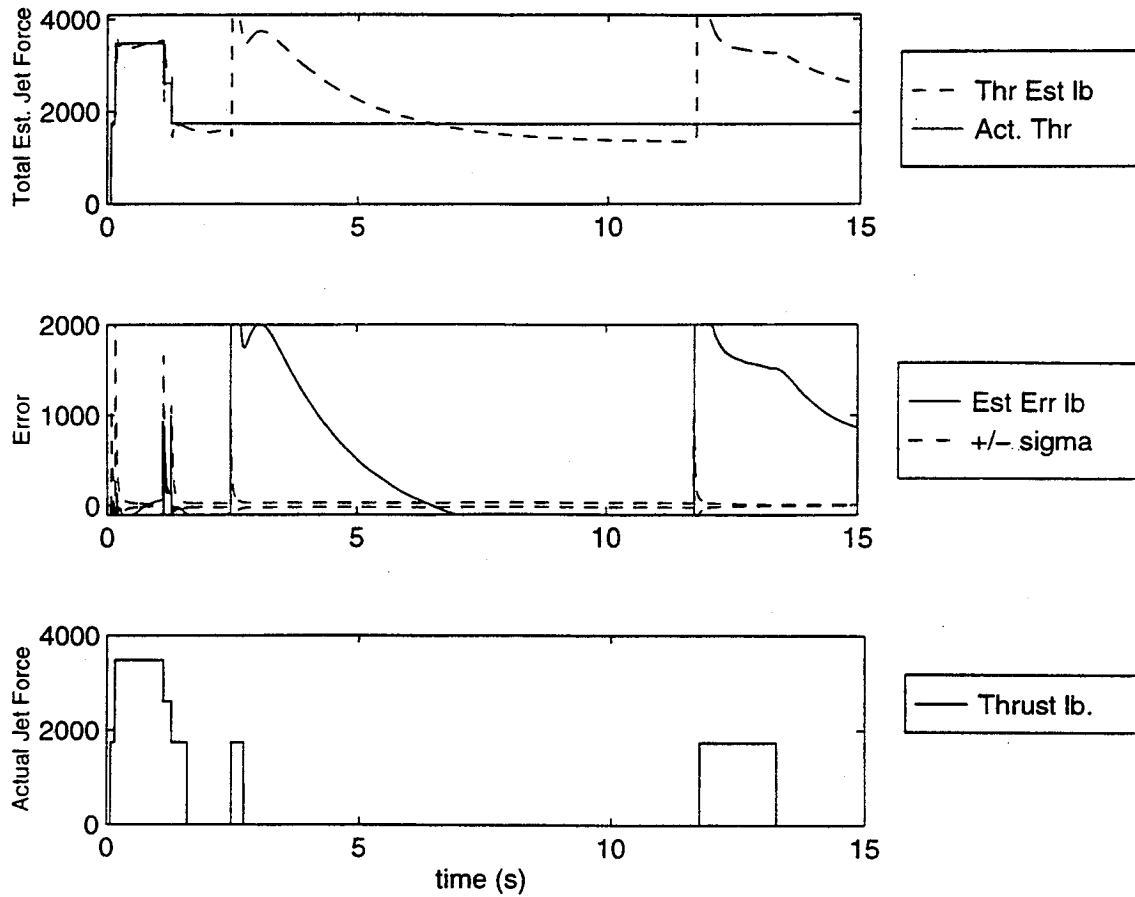 Total Est. Jet Force
4000
2000
0
0 5 10 15
Thr Est lb
Act. Thr
Error
2000
1000
0
0 5 10 15
Est Err lb
+/- sigma
Actual Jet Force
4000
2000
0
0 5 10 15
time (s)
Thrust lb.